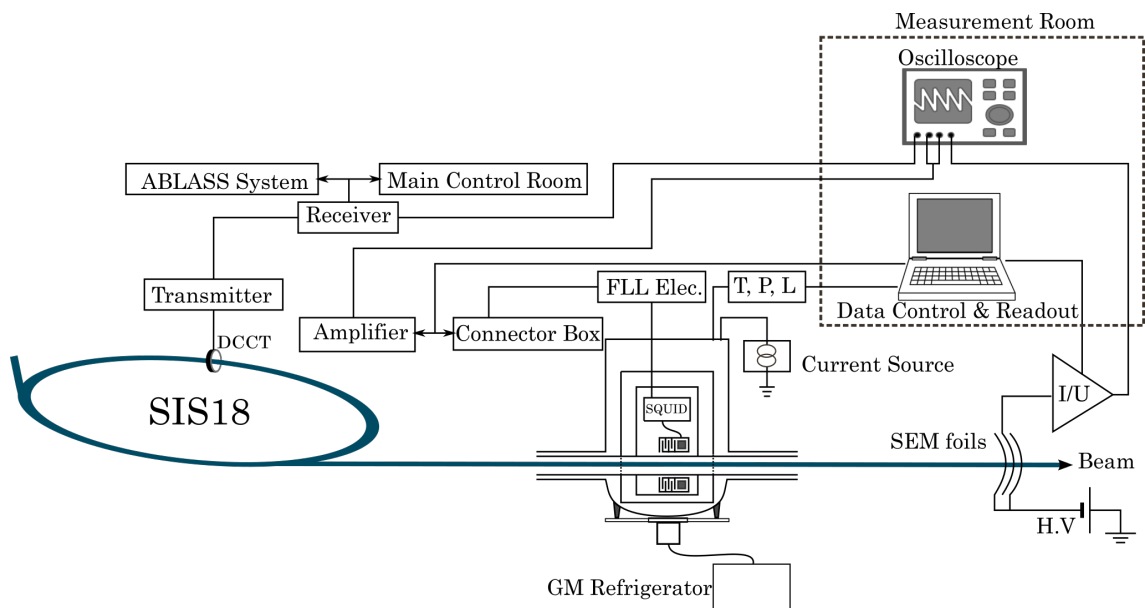 Measurement Room
Oscilloscope
ABLASS System
Main Control Room
Receiver
Transmitter
FLL Elec.
T, P, L
Data Control & Readout
Amplifier
Connector Box
DCCT
Current Source
I/U
SIS18
SQUID
SEM foils
Beam
H.V
GM Refrigerator